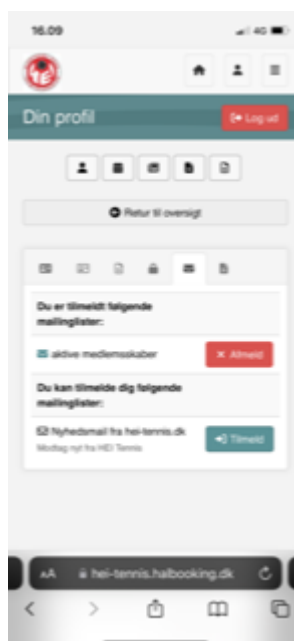 16.09
4G
Din profil
Log ud
Retur til oversigt
Du er tilmeldt følgende
mailinglister:
aktive medlemsskaber
Afmeld
Du kan tilmelde dig følgende
mailinglister:
Nyhedsmail fra hei-tennis.dk
Modtag nyt fra HEI Tennis
Tilmeld
AA
hei-tennis.halbooking.dk